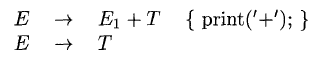 E → E₁ + T { print('+'); }
E → T